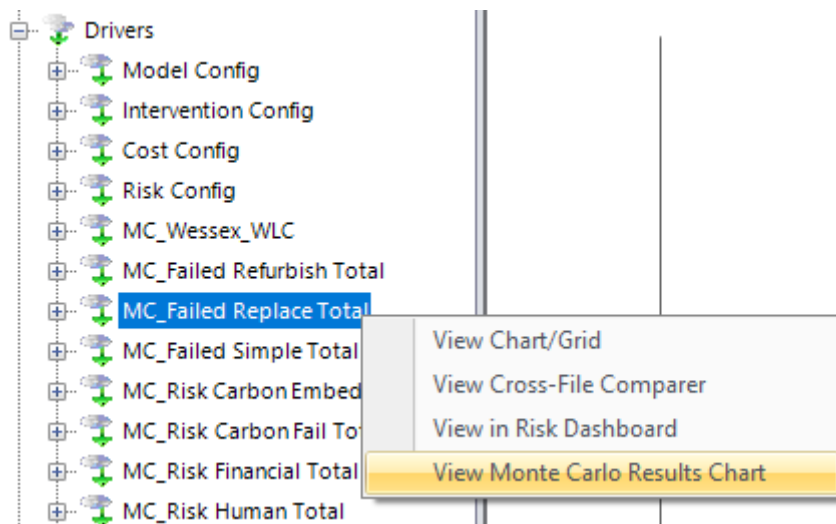 Drivers
Model Config
Intervention Config
Cost Config
Risk Config
MC_Wessex_WLC
MC_Failed Refurbish Total
MC_Failed Replace Total
MC_Failed Simple Total
MC_Risk Carbon Embed
MC_Risk Carbon Fail To
MC_Risk Financial Total
MC_Risk Human Total
View Chart/Grid
View Cross-File Comparer
View in Risk Dashboard
View Monte Carlo Results Chart